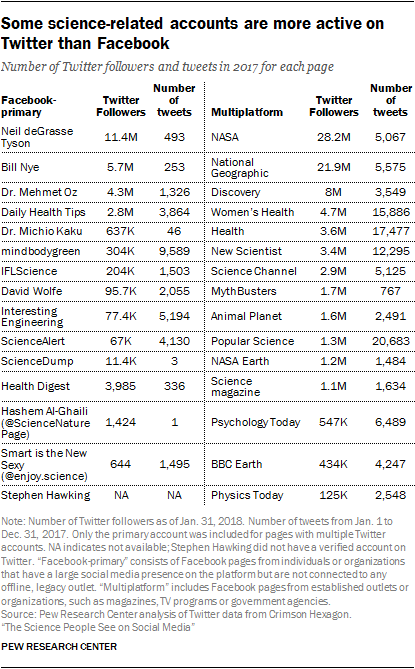 Some science-related accounts are more active on
Twitter than Facebook
Number of Twitter followers and tweets in 2017 for each page
Facebook-primary Twitter Followers Number of tweets Multiplatform Twitter Followers Number of tweets
Neil deGrasse Tyson 11.4M 493 NASA 28.2M 5,067
Bill Nye 5.7M 253 National Geographic 21.9M 5,575
Dr. Mehmet Oz 4.3M 1,326 Discovery 8M 3,549
Daily Health Tips 2.8M 3,864 Women's Health 4.7M 15,886
Dr. Michio Kaku 637K 46 Health 3.6M 17,477
mindbodygreen 304K 9,589 New Scientist 3.4M 12,295
IFLScience 204K 1,503 Science Channel 2.9M 5,125
David Wolfe 95.7K 2,055 MythBusters 1.7M 767
Interesting Engineering 77.4K 5,194 Animal Planet 1.6M 2,491
ScienceAlert 67K 4,130 Popular Science 1.3M 20,683
ScienceDump 11.4K 3 NASA Earth 1.2M 1,484
Health Digest 3,985 336 Science magazine 1.1M 1,634
Hashem Al-Ghaili (@ScienceNature Page) 1,424 1 Psychology Today 547K 6,489
Smart is the New Sexy (@enjoy.science) 644 1,495 BBC Earth 434K 4,247
Stephen Hawking NA NA Physics Today 125K 2,548
Note: Number of Twitter followers as of Jan. 31, 2018. Number of tweets from Jan. 1 to
Dec. 31, 2017. Only the primary account was included for pages with multiple Twitter
accounts. NA indicates not available; Stephen Hawking did not have a verified account on
Twitter. "Facebook-primary" consists of Facebook pages from individuals or organizations
that have a large social media presence on the platform but are not connected to any
offline, legacy outlet. "Multiplatform" includes Facebook pages from established outlets or
organizations, such as magazines, TV programs or government agencies.
Source: Pew Research Center analysis of Twitter data from Crimson Hexagon.
"The Science People See on Social Media"
PEW RESEARCH CENTER